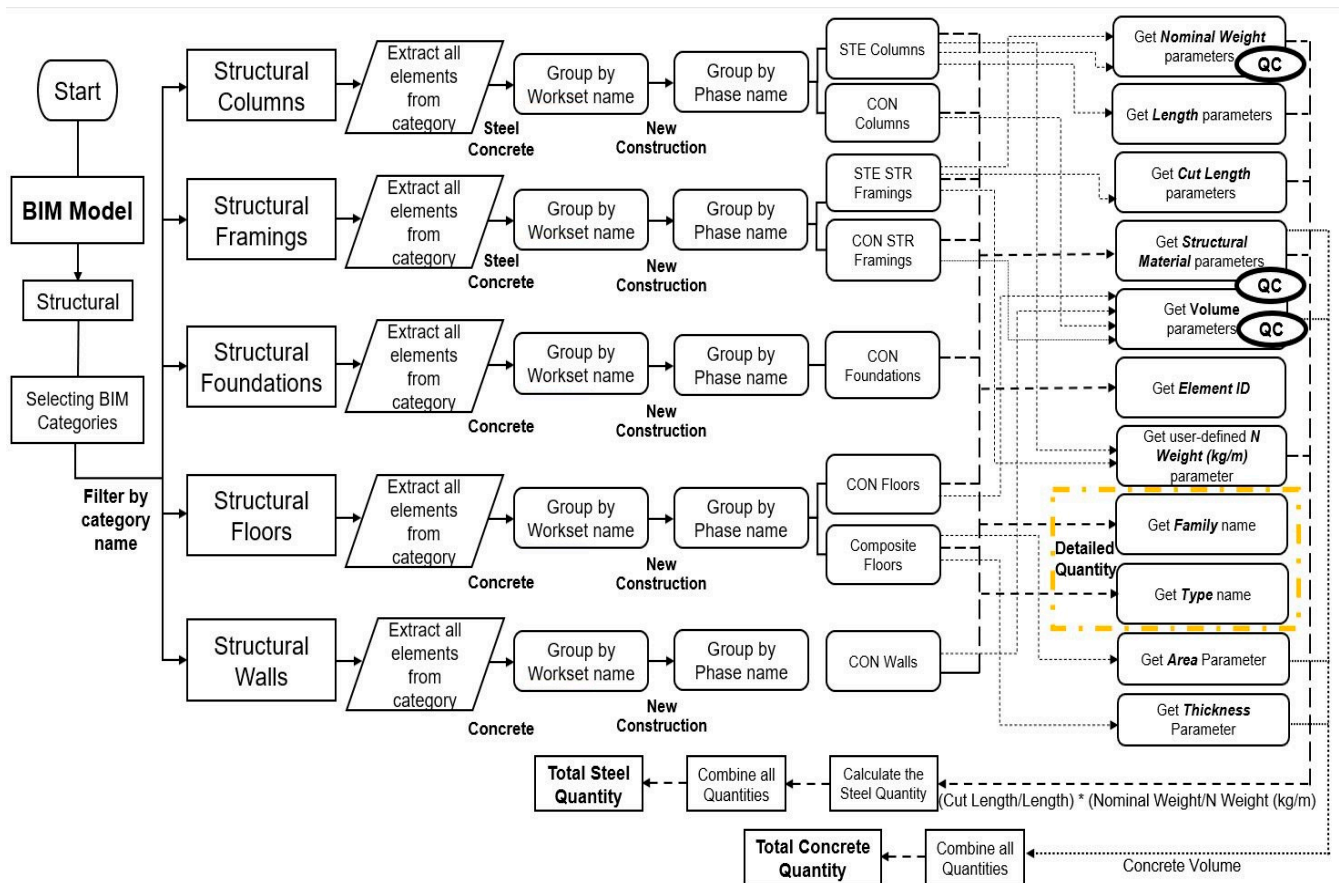 Start
BIM Model
Structural
Selecting BIM
Categories
Filter by
category
name
Structural
Columns
Extract all
elements
from
category
Steel
Concrete
Group by
Workset name
New
Construction
Group by
Phase name
STE Columns
CON
Columns
Structural
Framings
Extract all
elements
from
category
Steel
Concrete
Group by
Workset name
New
Construction
Group by
Phase name
STE STR
Framings
CON STR
Framings
Structural
Foundations
Extract all
elements
from
category
Concrete
Group by
Workset name
New
Construction
Group by
Phase name
CON
Foundations
Structural
Floors
Extract all
elements
from
category
Concrete
Group by
Workset name
New
Construction
Group by
Phase name
CON Floors
Composite
Floors
Structural
Walls
Extract all
elements
from
category
Concrete
Group by
Workset name
New
Construction
Group by
Phase name
CON Walls
Get Nominal Weight
parameters
QC
Get Length parameters
Get Cut Length
parameters
Get Structural
Material parameters
QC
Get Volume
parameters
QC
Get Element ID
Get user-defined N
Weight (kg/m)
parameter
Detailed
Quantity
Get Family name
Get Type name
Get Area Parameter
Get Thickness
Parameter
Total Steel
Quantity
Combine all
Quantities
Calculate the
Steel Quantity
(Cut Length/Length) * (Nominal Weight/N Weight (kg/m)
Total Concrete
Quantity
Combine all
Quantities
Concrete Volume